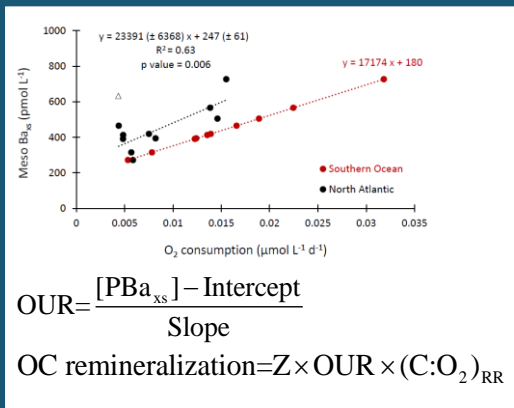 1000
y = 23391 (± 6368) x + 247 (± 61)
R² = 0.63
p value = 0.006
y = 17174 x + 180
800
600
400
200
0
Meso Baxs (pmol L⁻¹)
Southern Ocean
North Atlantic
0 0.005 0.01 0.015 0.02 0.025 0.03 0.035
O₂ consumption (μmol L⁻¹ d⁻¹)
OUR=[PBaxs]−Intercept
Slope
OC remineralization=Z×OUR×(C:O₂)RR